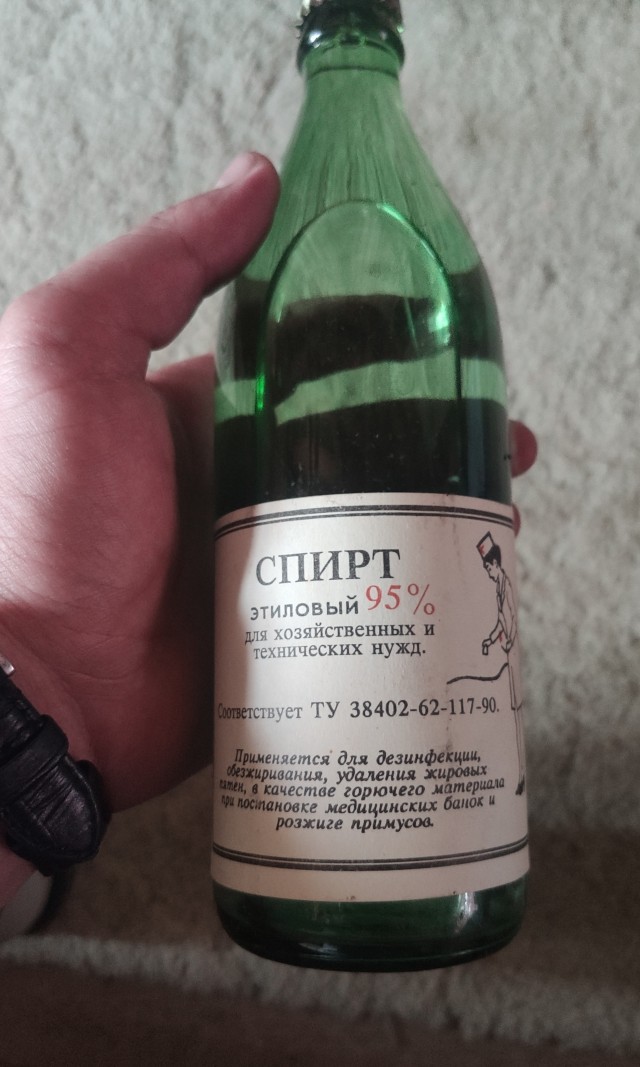 СПИРТ
этиловый 95%
для хозяйственных и
технических нужд.
Соответствует ТУ 38402-62-117-90.
Применяется для дезинфекции,
обезжиривания, удаления жировых
пятен, в качестве горючего материала
при постановке медицинских банок и
розжиге примусов.